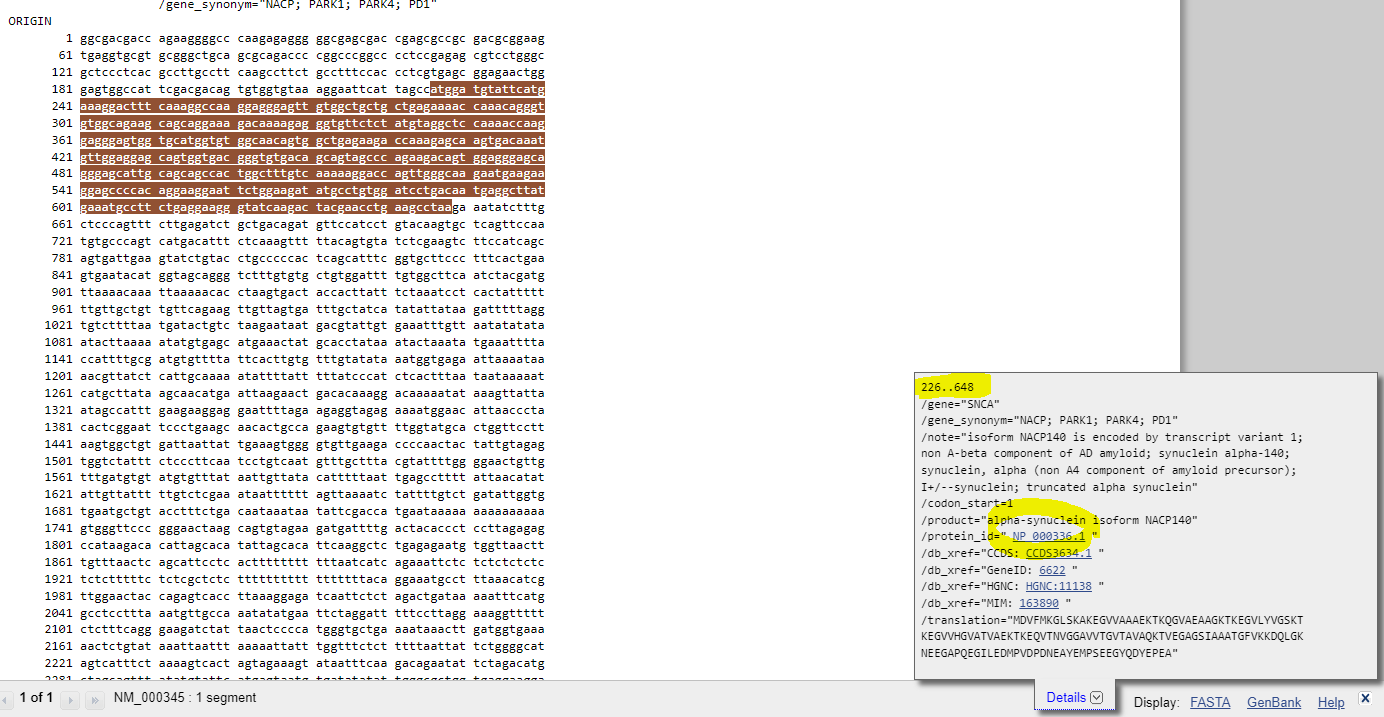 /gene_synonym="NACP; PARK1; PARK4; PD1"
ORIGIN
1 ggcgacgacc agaaggggcc caagagaggg ggcgagcgac cgagcgccgc gacgcggaag
61 tgaggtgcgt gcgggctgca gcgcagaccc cggcccggcc cctccgagag cgtcctgggc
121 gctccctcac gccttgcctt caagccttct gcctttccac cctcgtgagc ggagaactgg
181 gagtggccat tcgacgacag tgtggtgtaa aggaattcat tagccatgga tgtattcatg
241 aaaggacttt caaaggccaa ggagggagtt gtggctgctg ctgagaaaac caaacagggt
301 gtggcagaag cagcaggaaa gacaaaagag ggtgttctct atgtaggctc caaaaccaag
361 gagggagtgg tgcatggtgt ggcaacagtg gctgagaaga ccaaagagca agtgacaaat
421 gttggaggag cagtggtgac gggtgtgaca gcagtagccc agaagacagt ggagggagca
481 gggagcattg cagcagccac tggctttgtc aaaaaggacc agttgggcaa gaatgaagaa
541 ggagccccac aggaaggaat tctggaagat atgcctgtgg atcctgacaa tgaggcttat
601 gaaatgcctt ctgaggaagg gtatcaagac tacgaacctg aagcctaaga aatatctttg
661 ctcccagttt cttgagatct gctgacagat gttccatcct gtacaagtgc tcagttccaa
721 tgtgcccagt catgacattt ctcaaagttt ttacagtgta tctcgaagtc ttccatcagc
781 agtgattgaa gtatctgtac ctgcccccac tcagcatttc ggtgcttccc tttcactgaa
841 gtgaatacat ggtagcaggg tctttgtgtg ctgtggattt tgtggcttca atctacgatg
901 ttaaaacaaa ttaaaaacac ctaagtgact accacttatt tctaaatcct cactattttt
961 ttgttgctgt tgttcagaag ttgttagtga tttgctatca tatattataa gatttttagg
1021 tgtcttttaa tgatactgtc taagaataat gacgtattgt gaaatttgtt aatatatata
1081 atacttaaaa atatgtgagc atgaaactat gcacctataa atactaaata tgaaatttta
1141 ccattttgcg atgtgtttta ttcacttgtg tttgtatata aatggtgaga attaaaataa
1201 aacgttatct cattgcaaaa atattttatt tttatcccat ctcactttaa taataaaaat
1261 catgcttata agcaacatga attaagaact gacacaaagg acaaaaatat aaagttatta
1321 atagccattt gaagaaggag gaattttaga agaggtagag aaaatggaac attaacccta
1381 cactcggaat tccctgaagc aacactgcca gaagtgtgtt ttggtatgca ctggttcctt
1441 aagtggctgt gattaattat tgaaagtggg gtgttgaaga ccccaactac tattgtagag
1501 tggtctattt ctcccttcaa tcctgtcaat gtttgcttta cgtattttgg ggaactgttg
1561 tttgatgtgt atgtgtttat aattgttata catttttaat tgagccttt attaacatat
1621 attgttattt ttgtctcgaa ataatttttt agttaaaatc tattttgtct gatattggtg
1681 tgaatgctgt acctttctga caataaataa tattcgacca tgaataaaaa aaaaaaaaaa
1741 gtgggttccc gggaactaag cagtgtagaa gatgattttg actacaccct ccttagagag
1801 ccataagaca cattagcaca tattagcaca ttcaaggctc tgagagaatg tggttaactt
1861 tgtttaactc agcattcctc actttttttt tttaatcatc agaaattctc tctctctctc
1921 tctctttttc tctcgctctc tttttttttt tttttttaca ggaaatgcct ttaaacatcg
1981 ttggaactac cagagtcacc ttaaaggaga tcaattctct agactgataa aaatttcatg
2041 gcctccttta aatgttgcca aatatatgaa ttctaggatt tttccttagg aaaggttttt
2101 ctctttcagg gaagatctat taactcccca tgggtgctga aaataaactt gatggtgaaa
2161 aactctgtat aaattaattt aaaaattatt tggtttctct ttttaattat tctggggcat
2221 agtcatttct aaaagtcact agtagaaagt ataatttcaa gacagaatat tctagacatg
226..648
/gene="SNCA"
/gene_synonym="NACP; PARK1; PARK4; PD1"
/note="isoform NACP140 is encoded by transcript variant 1;
non A-beta component of AD amyloid; synuclein alpha-140;
synuclein, alpha (non A4 component of amyloid precursor);
I+/--synuclein; truncated alpha synuclein"
/codon_start=1
/product="alpha-synuclein isoform NACP140"
/protein_id=" NP_000336.1 "
/db_xref="CCDS: CCDS3634.1 "
/db_xref="GeneID: 6622 "
/db_xref="HGNC: HGNC:11138 "
/db_xref="MIM: 163890 "
/translation="MDVFMKGLSKAKEGVVAAAEKTKQGVAEAAGKTKEGVLYVGSKT
KEGVVHGVATVAEKTKEQVTNVGGAVVTGVTAVAQKTVEGAGSIAAATGFVKKDQLGK
NEEGAPQEGILEDMPVDPDNEAYEMPSEEGYQDYEPEA"
1 of 1 NM_000345 : 1 segment Details Display: FASTA GenBank Help X